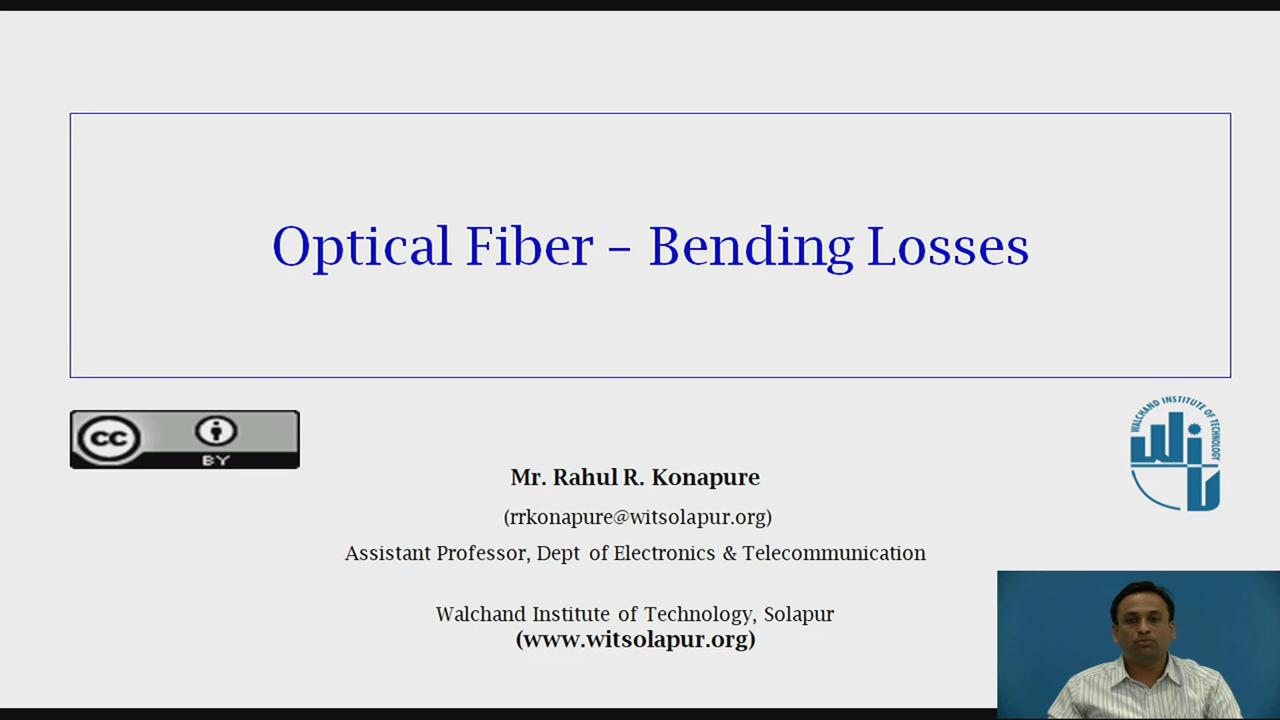 Optical Fiber – Bending Losses
CC
BY
WALCHAND INSTITUTE OF TECHNOLOGY
Mr. Rahul R. Konapure
(rrkonapure@witsolapur.org)
Assistant Professor, Dept of Electronics & Telecommunication
Walchand Institute of Technology, Solapur
(www.witsolapur.org)